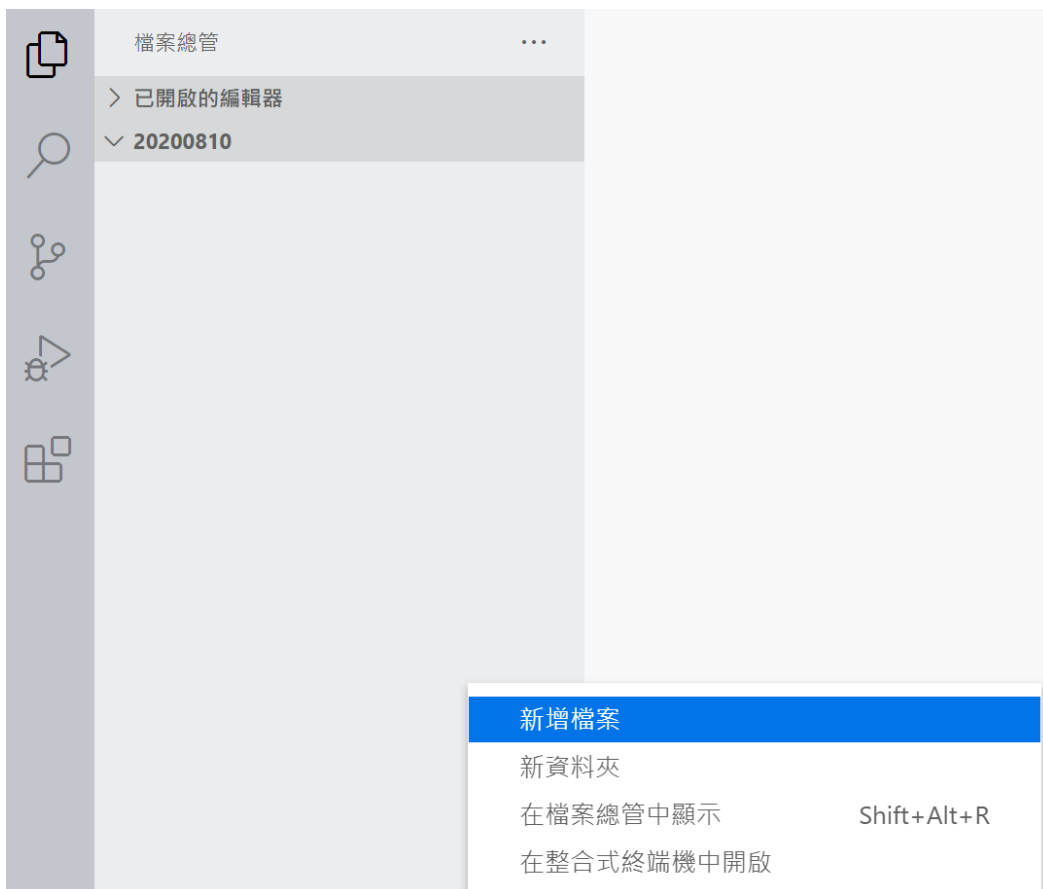 檔案總管
已開啟的編輯器
20200810
新增檔案
新資料夾
在檔案總管中顯示 Shift+Alt+R
在整合式終端機中開啟